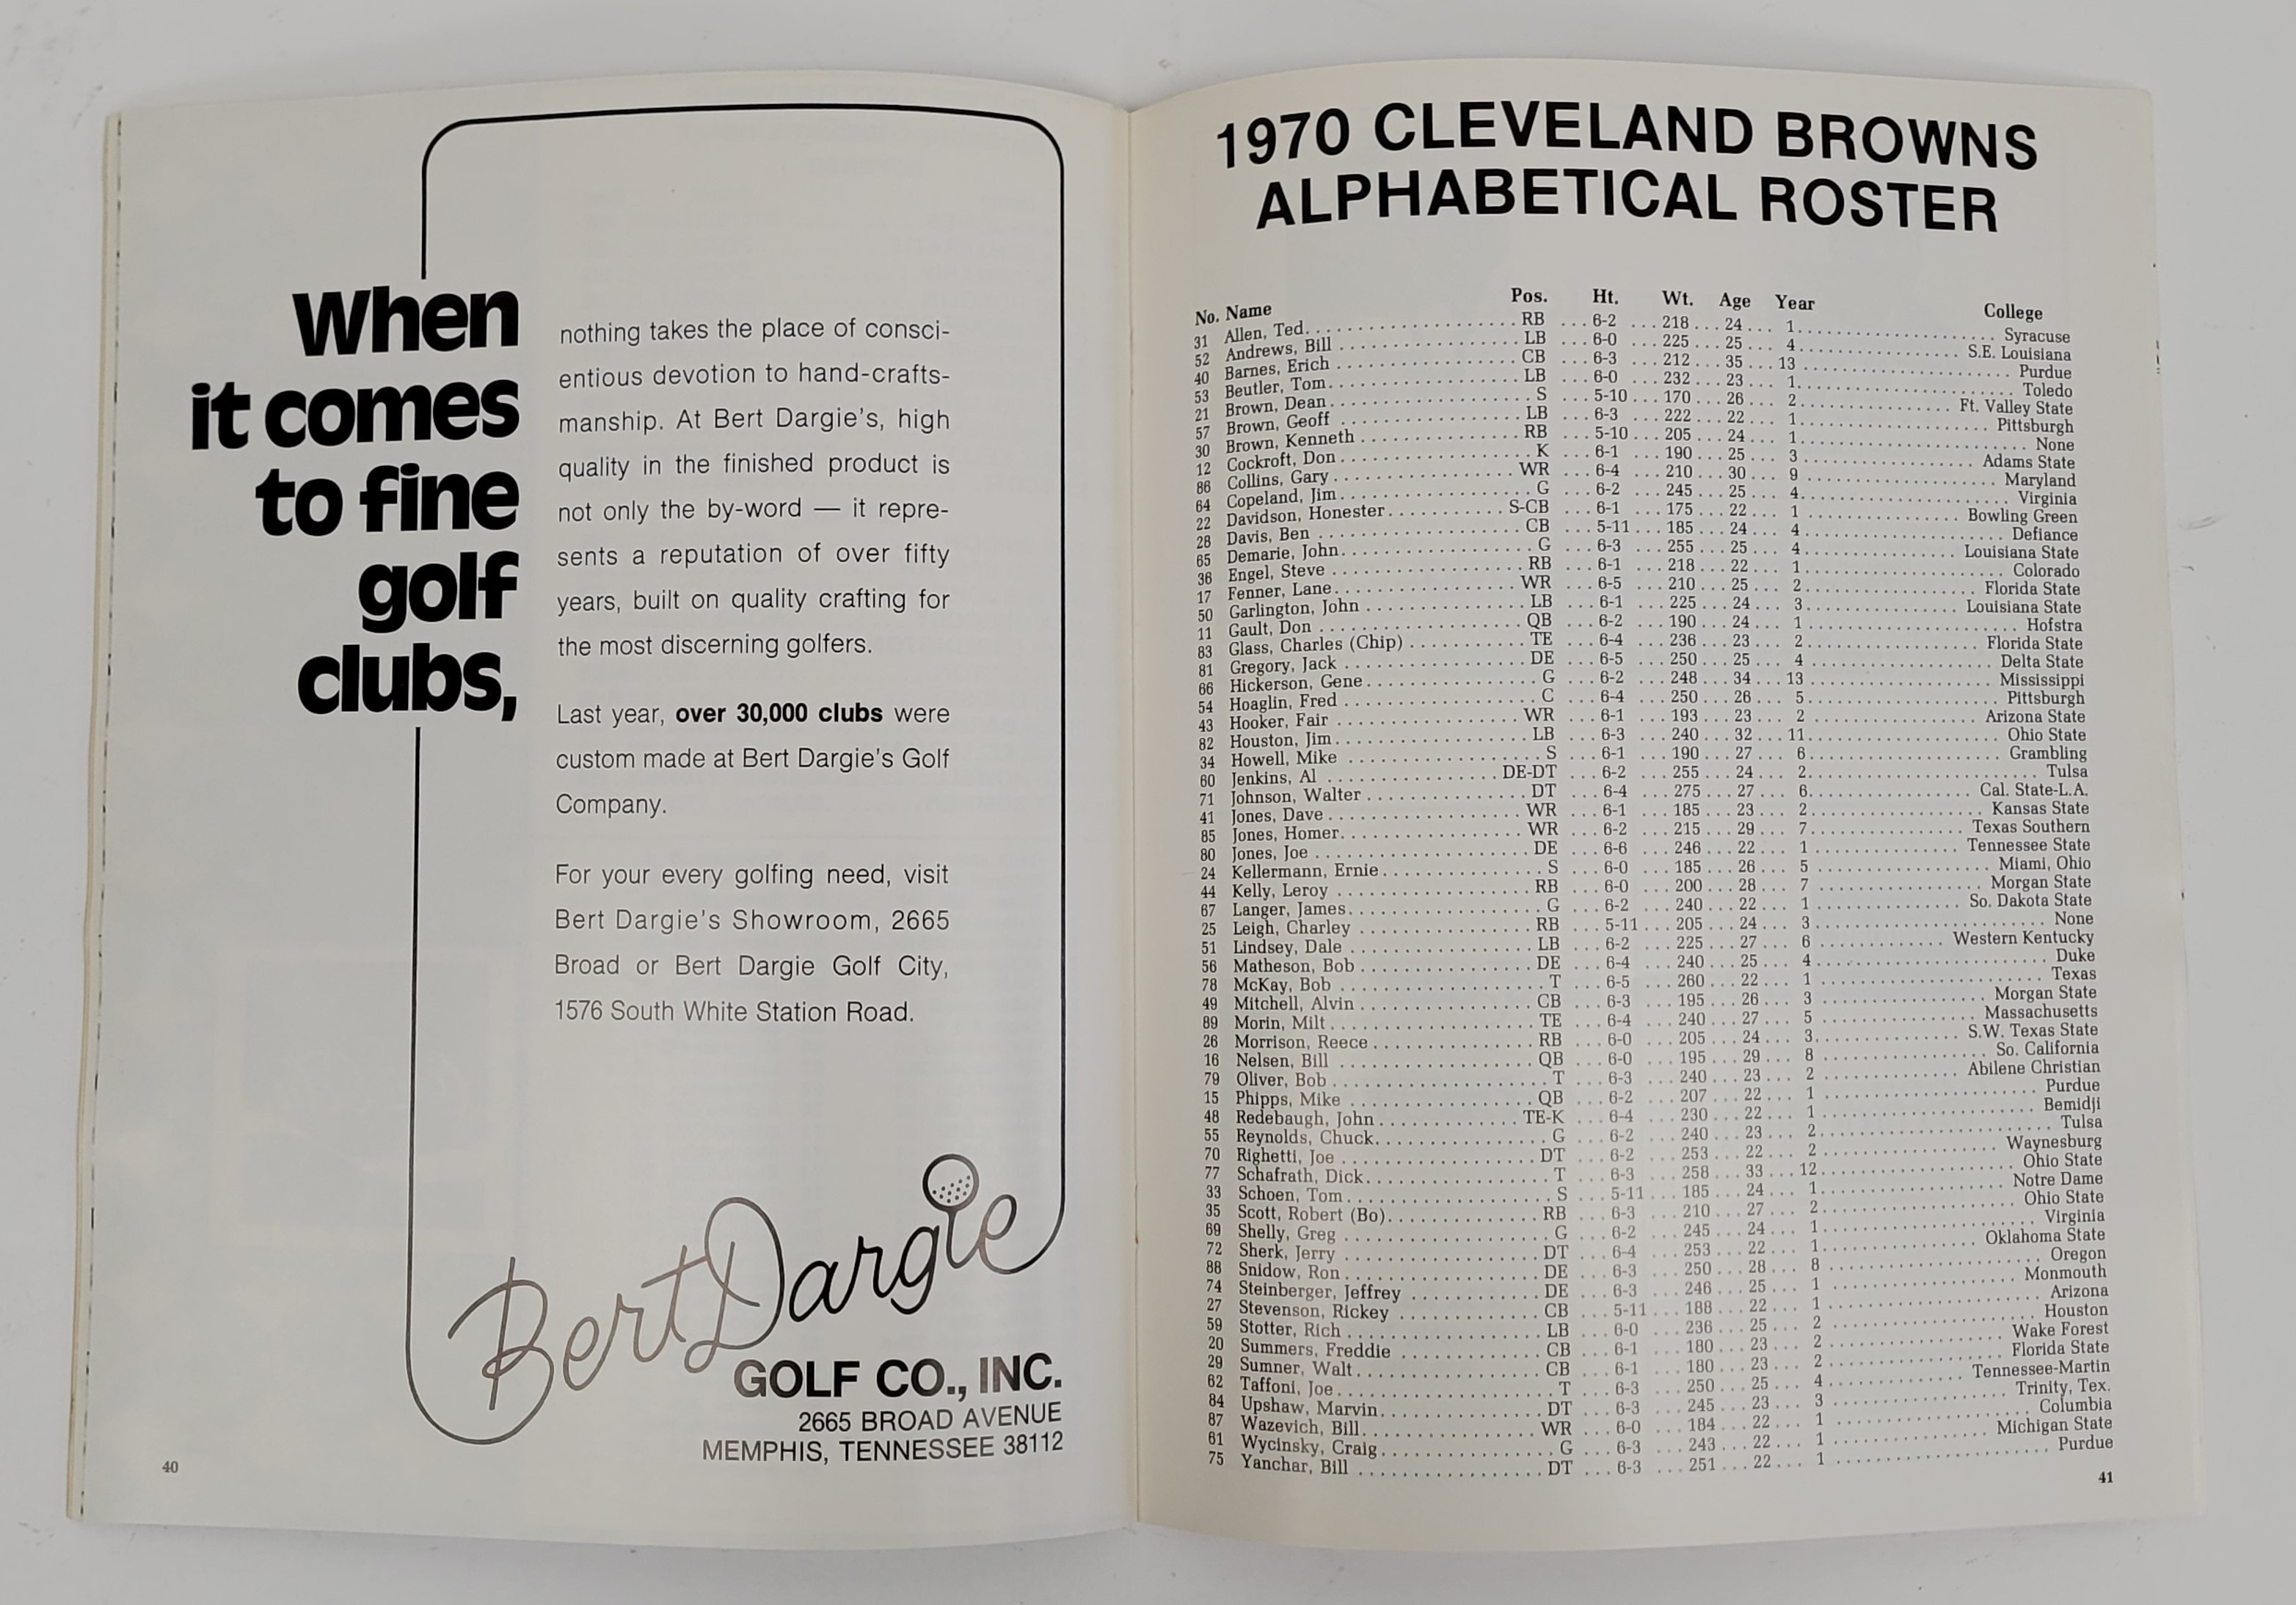 When
it comes
to fine
golf
clubs,
nothing takes the place of consci-
entious devotion to hand-crafts-
manship. At Bert Dargie's, high
quality in the finished product is
not only the by-word — it repre-
sents a reputation of over fifty
years, built on quality crafting for
the most discerning golfers.
Last year, over 30,000 clubs were
custom made at Bert Dargie's Golf
Company.
For your every golfing need, visit
Bert Dargie's Showroom, 2665
Broad or Bert Dargie Golf City,
1576 South White Station Road.
Bert Dargie
GOLF CO., INC.
2665 BROAD AVENUE
MEMPHIS, TENNESSEE 38112
40
1970 CLEVELAND BROWNS
ALPHABETICAL ROSTER
No. Name Pos. Ht. Wt. Age Year College
31 Allen, Ted RB 6-2 218 24 1 Syracuse
52 Andrews, Bill LB 6-0 225 25 4 S.E. Louisiana
40 Barnes, Erich CB 6-3 212 35 13 Purdue
53 Beutler, Tom LB 6-0 232 23 1 Toledo
21 Brown, Dean S 5-10 170 26 2 Ft. Valley State
57 Brown, Geoff LB 6-3 222 22 1 Pittsburgh
30 Brown, Kenneth RB 5-10 205 24 1 None
12 Cockroft, Don K 6-1 190 25 3 Adams State
86 Collins, Gary WR 6-4 210 30 9 Maryland
64 Copeland, Jim G 6-2 245 25 4 Virginia
22 Davidson, Honester S-CB 6-1 175 22 1 Bowling Green
28 Davis, Ben CB 5-11 185 24 4 Defiance
65 Demarie, John G 6-3 255 25 4 Louisiana State
36 Engel, Steve RB 6-1 218 22 1 Colorado
17 Fenner, Lane WR 6-5 210 25 2 Florida State
50 Garlington, John LB 6-1 225 24 3 Louisiana State
11 Gault, Don QB 6-2 190 24 1 Hofstra
83 Glass, Charles (Chip) TE 6-4 236 23 2 Florida State
81 Gregory, Jack DE 6-5 250 25 4 Delta State
66 Hickerson, Gene G 6-2 248 34 13 Mississippi
54 Hoaglin, Fred C 6-4 250 26 5 Pittsburgh
43 Hooker, Fair WR 6-1 193 23 2 Arizona State
82 Houston, Jim LB 6-3 240 32 11 Ohio State
34 Howell, Mike S 6-1 190 27 6 Grambling
60 Jenkins, Al DE-DT 6-2 255 24 2 Tulsa
71 Johnson, Walter DT 6-4 275 27 6 Cal. State-L.A.
41 Jones, Dave WR 6-1 185 23 2 Kansas State
85 Jones, Homer WR 6-2 215 29 7 Texas Southern
80 Jones, Joe DE 6-6 246 22 1 Tennessee State
24 Kellermann, Ernie S 6-0 185 26 5 Miami, Ohio
44 Kelly, Leroy RB 6-0 200 28 7 Morgan State
67 Langer, James G 6-2 240 22 1 So. Dakota State
25 Leigh, Charley RB 5-11 205 24 3 None
51 Lindsey, Dale LB 6-2 225 27 6 Western Kentucky
56 Matheson, Bob DE 6-4 240 25 4 Duke
78 McKay, Bob T 6-5 260 22 1 Texas
49 Mitchell, Alvin CB 6-3 195 26 3 Morgan State
89 Morin, Milt TE 6-4 240 27 5 Massachusetts
26 Morrison, Reece RB 6-0 205 24 3 S.W. Texas State
16 Nelsen, Bill QB 6-0 195 29 8 So. California
79 Oliver, Bob T 6-3 240 23 2 Abilene Christian
15 Phipps, Mike QB 6-2 207 22 1 Purdue
48 Redebaugh, John TE-K 6-4 230 22 1 Bemidji
55 Reynolds, Chuck G 6-2 240 23 2 Tulsa
70 Righetti, Joe DT 6-2 253 22 2 Waynesburg
77 Schafrath, Dick T 6-3 258 33 12 Ohio State
33 Schoen, Tom S 5-11 185 24 1 Notre Dame
35 Scott, Robert (Bo) RB 6-3 210 27 2 Ohio State
69 Shelly, Greg G 6-2 245 24 1 Virginia
72 Sherk, Jerry DT 6-4 253 22 1 Oklahoma State
88 Snidow, Ron DE 6-3 250 28 8 Oregon
74 Steinberger, Jeffrey DE 6-3 246 25 1 Monmouth
27 Stevenson, Rickey CB 5-11 188 22 1 Arizona
59 Stotter, Rich LB 6-0 236 25 2 Houston
20 Summers, Freddie CB 6-1 180 23 2 Wake Forest
29 Sumner, Walt CB 6-1 180 23 2 Florida State
62 Taffoni, Joe T 6-3 250 25 4 Tennessee-Martin
84 Upshaw, Marvin DT 6-3 245 23 3 Trinity, Tex.
87 Wazevich, Bill WR 6-0 184 22 1 Columbia
61 Wycinsky, Craig G 6-3 243 22 1 Michigan State
75 Yanchar, Bill DT 6-3 251 22 1 Purdue
41